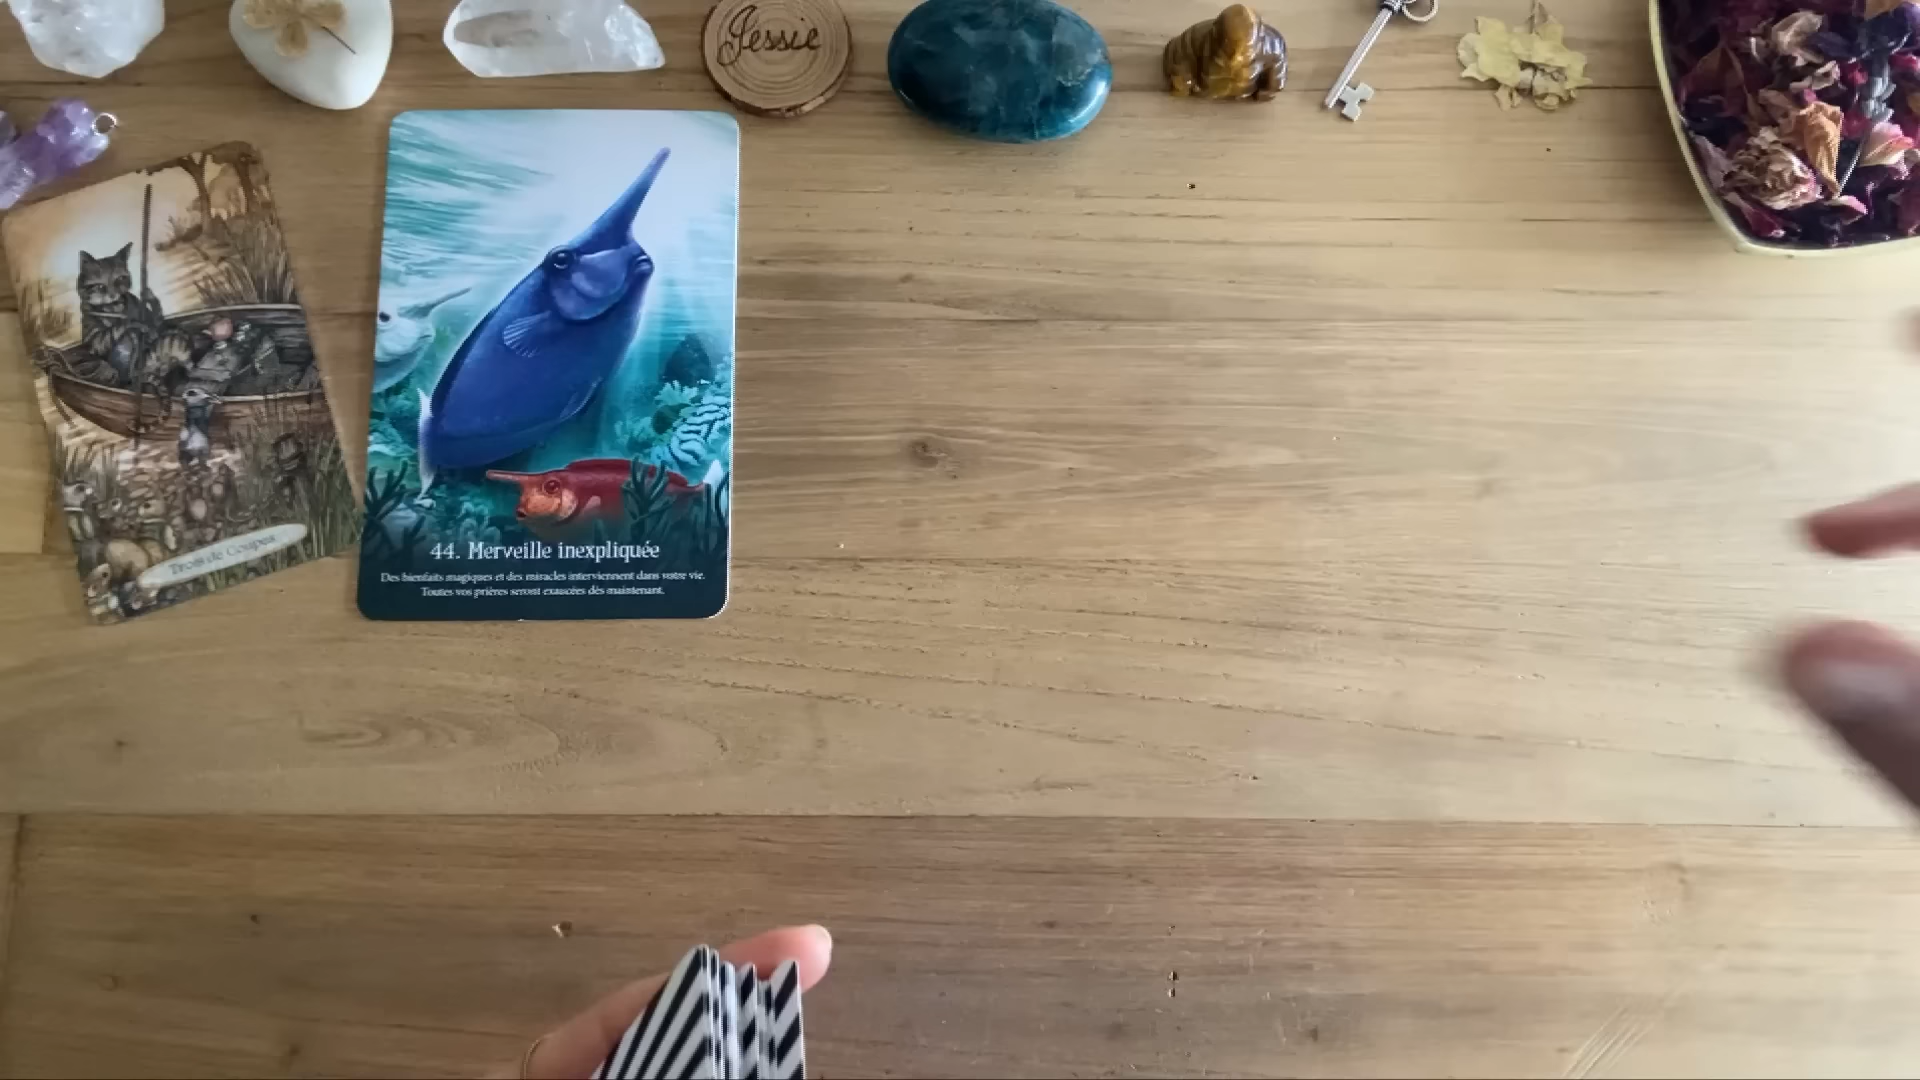 Jessie
Trois de Coupes
44. Merveille inexpliquée
Des bienfaits magiques et des miracles interviennent dans votre vie.
Toutes vos prières seront exaucées dès maintenant.